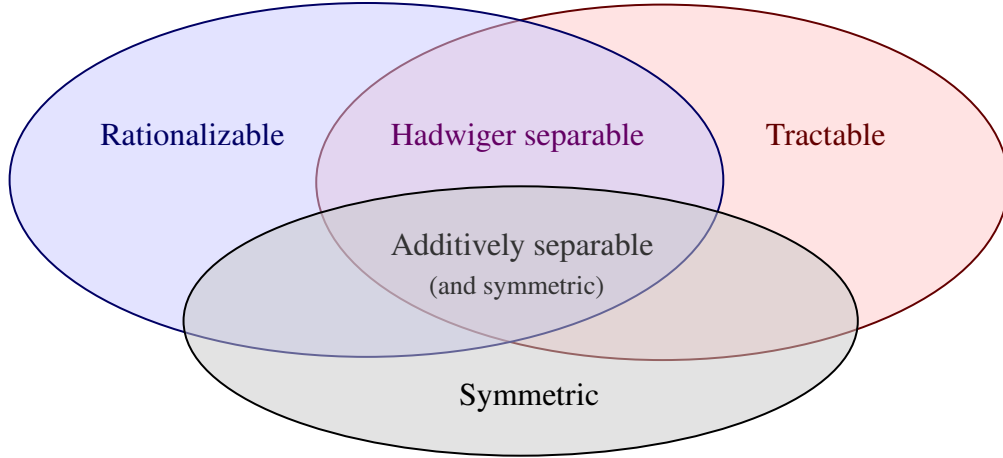 Rationalizable
Hadwiger separable
Tractable
Additively separable
(and symmetric)
Symmetric